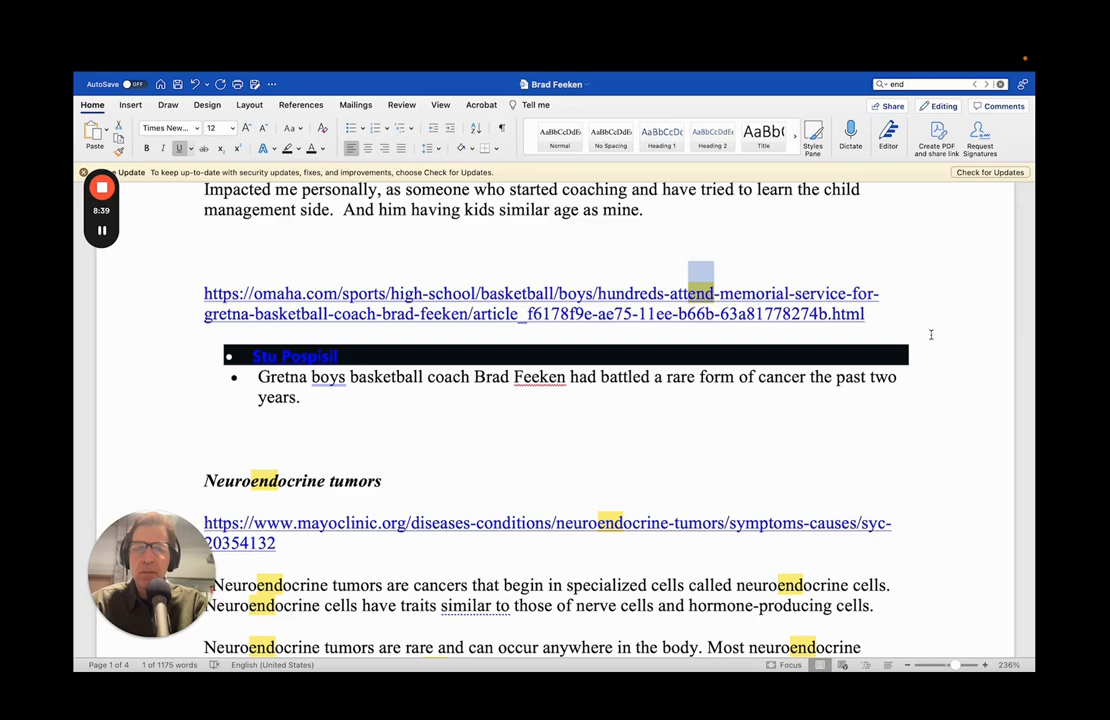 AutoSave OFF
Brad Feeken
end
Home Insert Draw Design Layout References Mailings Review View Acrobat Tell me
Share Editing Comments
Times New... 12
Paste
AaBbCcDdEe Normal
AaBbCcDdEe No Spacing
AaBbCcDc Heading 1
AaBbCcDdEe Heading 2
AaBb( Title
Styles Pane
Dictate
Editor
Create PDF and share link
Request Signatures
Update To keep up-to-date with security updates, fixes, and improvements, choose Check for Updates.
Check for Updates
8:39
Impacted me personally, as someone who started coaching and have tried to learn the child
management side. And him having kids similar age as mine.
https://omaha.com/sports/high-school/basketball/boys/hundreds-attend-memorial-service-for-
gretna-basketball-coach-brad-feeken/article_f6178f9e-ae75-11ee-b66b-63a81778274b.html
• Stu Pospisil
• Gretna boys basketball coach Brad Feeken had battled a rare form of cancer the past two
years.
Neuroendocrine tumors
https://www.mayoclinic.org/diseases-conditions/neuroendocrine-tumors/symptoms-causes/syc-
20354132
Neuroendocrine tumors are cancers that begin in specialized cells called neuroendocrine cells.
Neuroendocrine cells have traits similar to those of nerve cells and hormone-producing cells.
Neuroendocrine tumors are rare and can occur anywhere in the body. Most neuroendocrine
Page 1 of 4 1 of 1175 words English (United States) Focus 236%